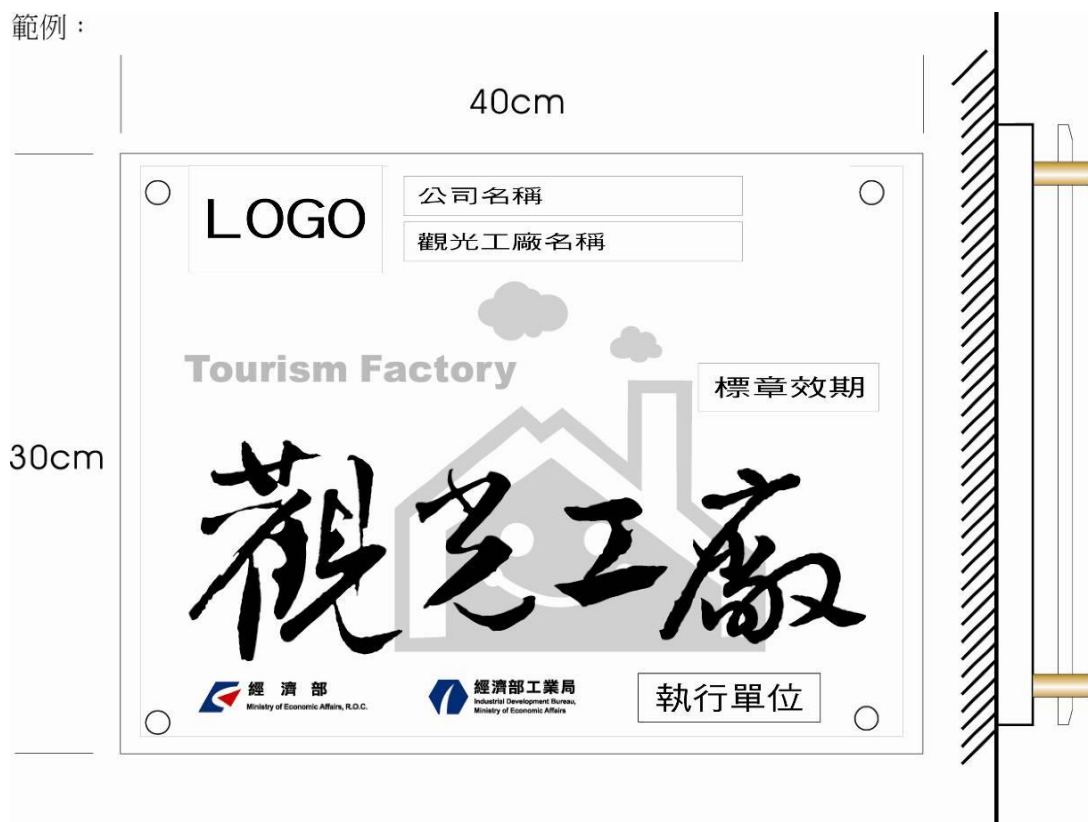 範例：
40cm
LOGO
公司名稱
觀光工廠名稱
Tourism Factory
標章效期
30cm
觀光工廠
經濟部
Ministry of Economic Affairs, R.O.C.
經濟部工業局
Industrial Development Bureau,
Ministry of Economic Affairs
執行單位